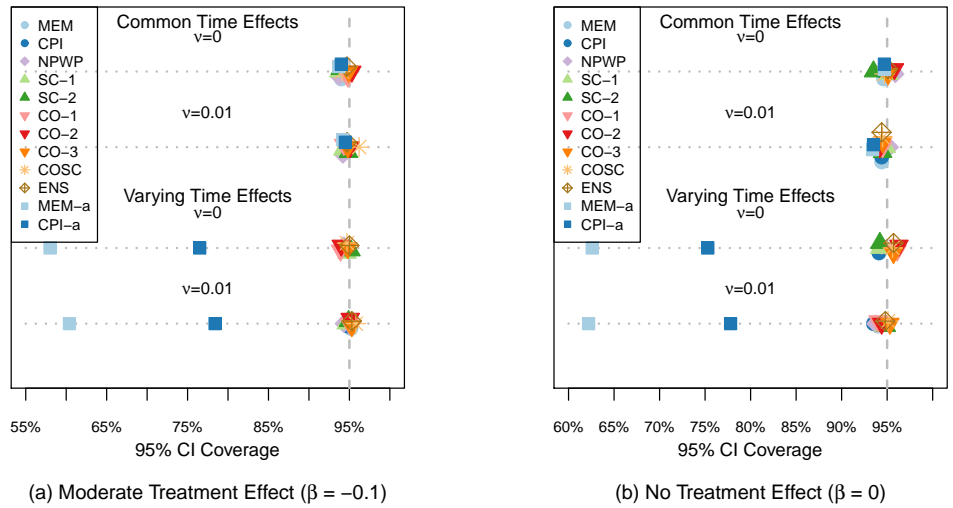 Common Time Effects
ν=0
MEM
CPI
NPWP
SC−1
SC−2
CO−1
CO−2
CO−3
COSC
ENS
MEM−a
CPI−a
ν=0.01
Varying Time Effects
ν=0
ν=0.01
55% 65% 75% 85% 95%
95% CI Coverage
(a) Moderate Treatment Effect (β = −0.1)
Common Time Effects
ν=0
MEM
CPI
NPWP
SC−1
SC−2
CO−1
CO−2
CO−3
COSC
ENS
MEM−a
CPI−a
ν=0.01
Varying Time Effects
ν=0
ν=0.01
60% 65% 70% 75% 80% 85% 90% 95%
95% CI Coverage
(b) No Treatment Effect (β = 0)